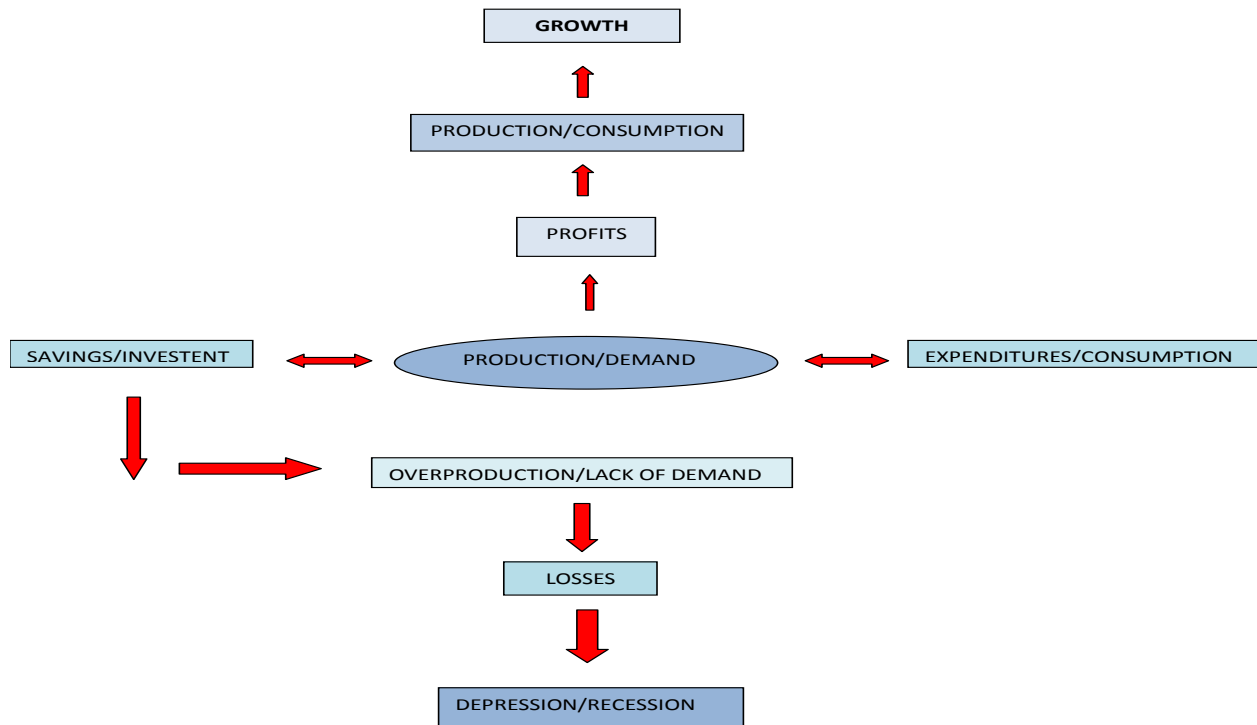 GROWTH
PRODUCTION/CONSUMPTION
PROFITS
SAVINGS/INVESTENT
PRODUCTION/DEMAND
EXPENDITURES/CONSUMPTION
OVERPRODUCTION/LACK OF DEMAND
LOSSES
DEPRESSION/RECESSION